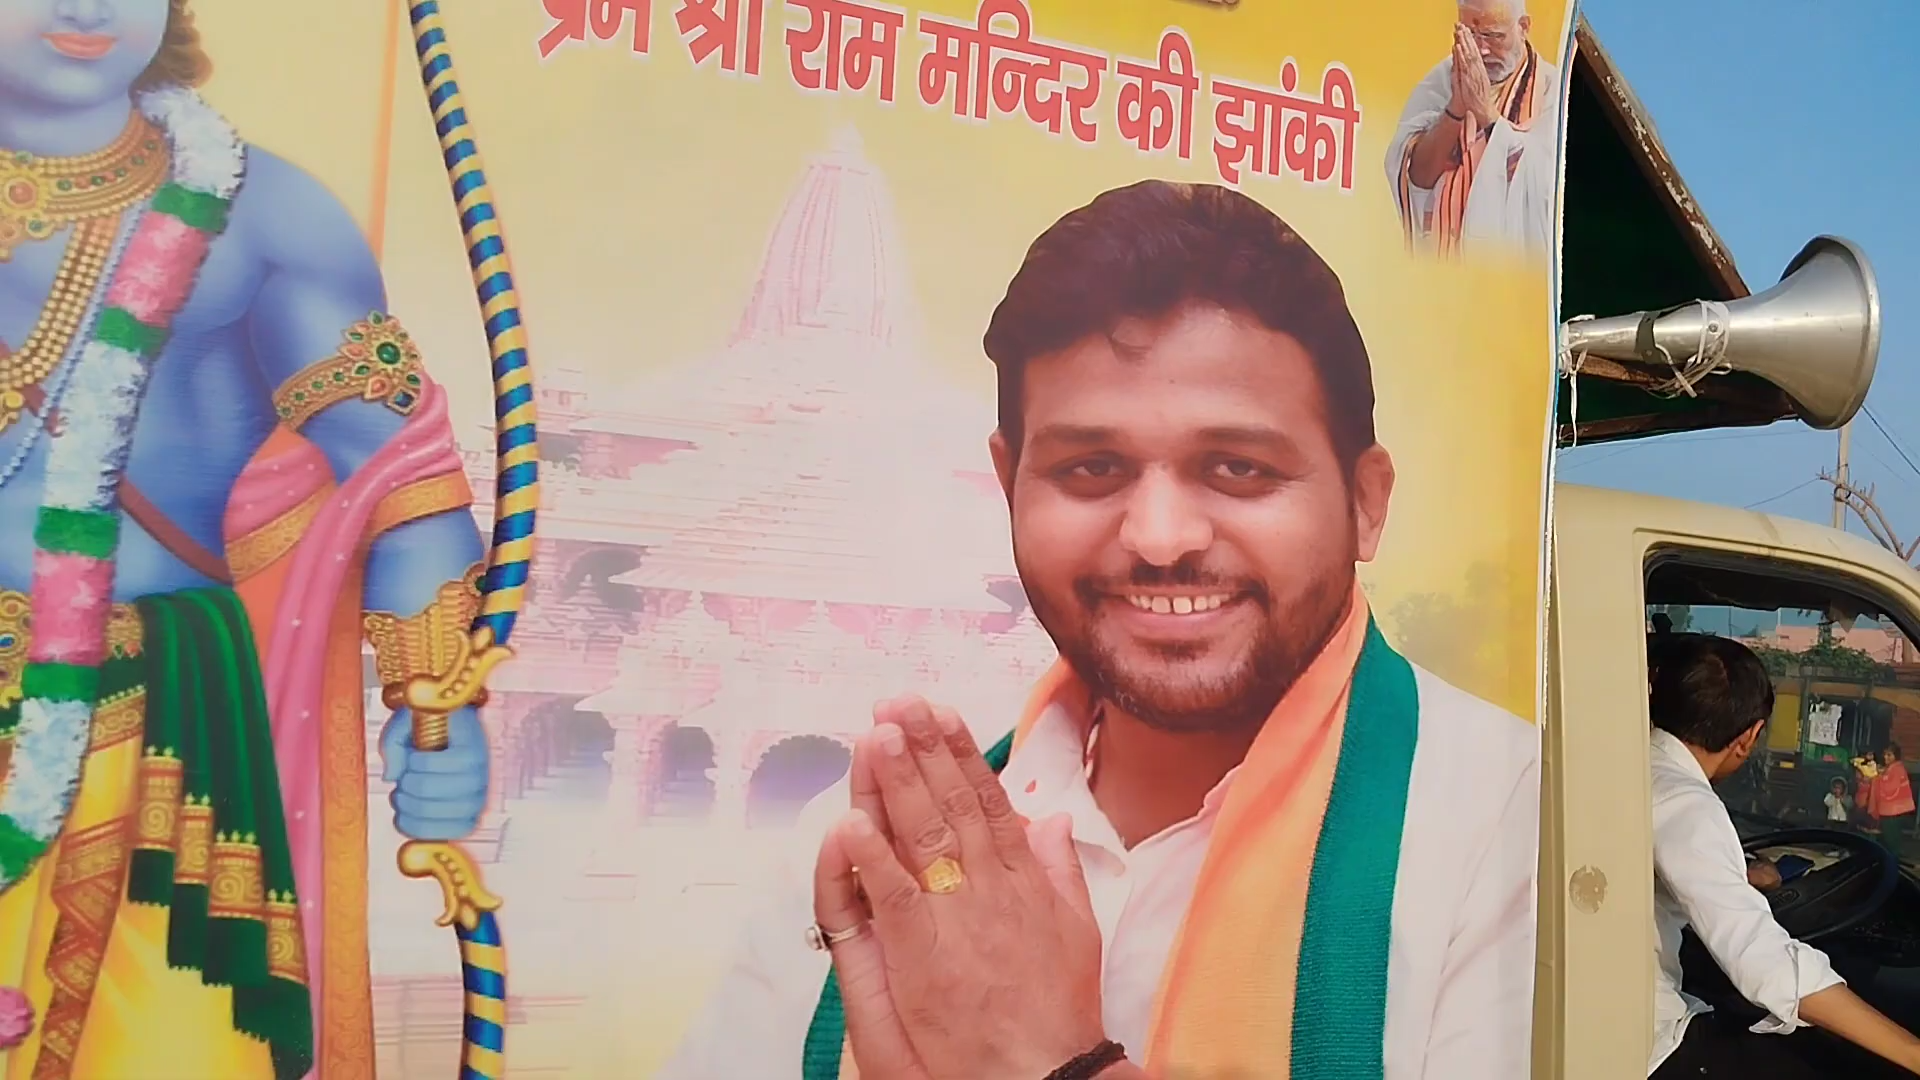 श्री राम मन्दिर की झांकी